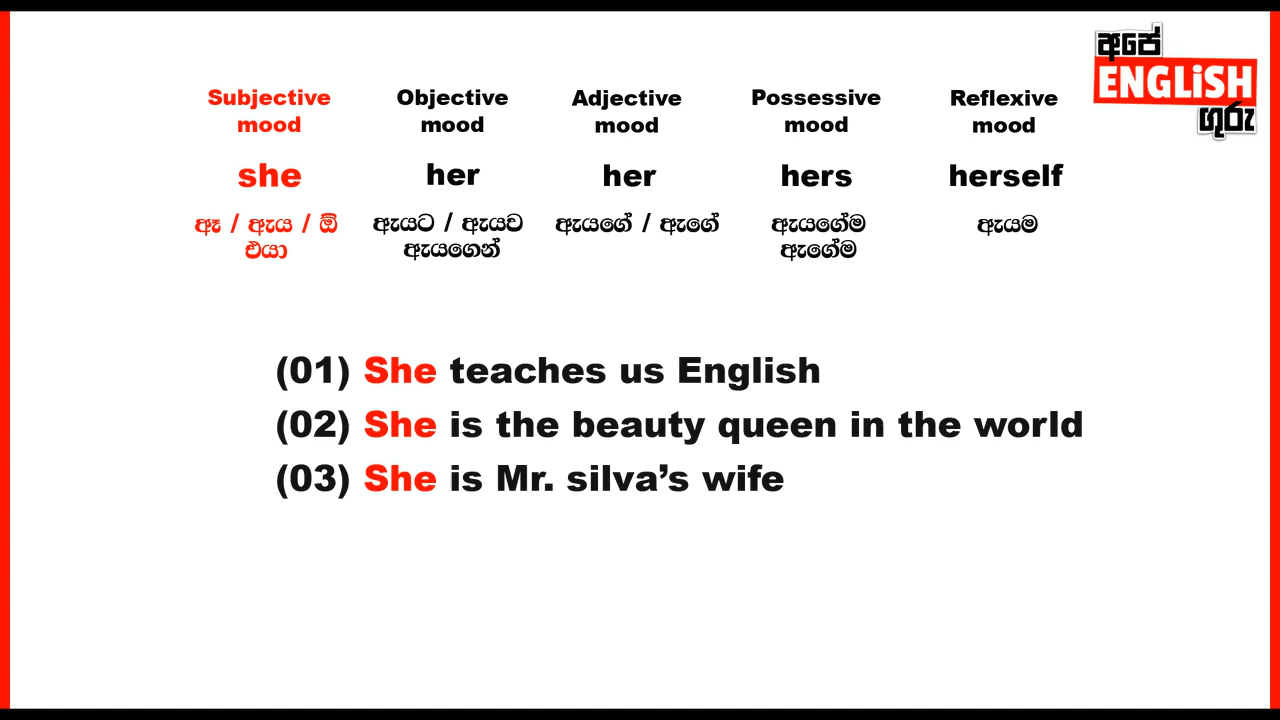 අපේ
ENGLiSH
ගුරු
Subjective mood
Objective mood
Adjective mood
Possessive mood
Reflexive mood
she
her
her
hers
herself
ඈ / ඇය / ඕ
එයා
ඇයට / ඇයව
ඇයගෙන්
ඇයගේ / ඇගේ
ඇයගේම
ඇගේම
ඇයම
(01) She teaches us English
(02) She is the beauty queen in the world
(03) She is Mr. silva’s wife